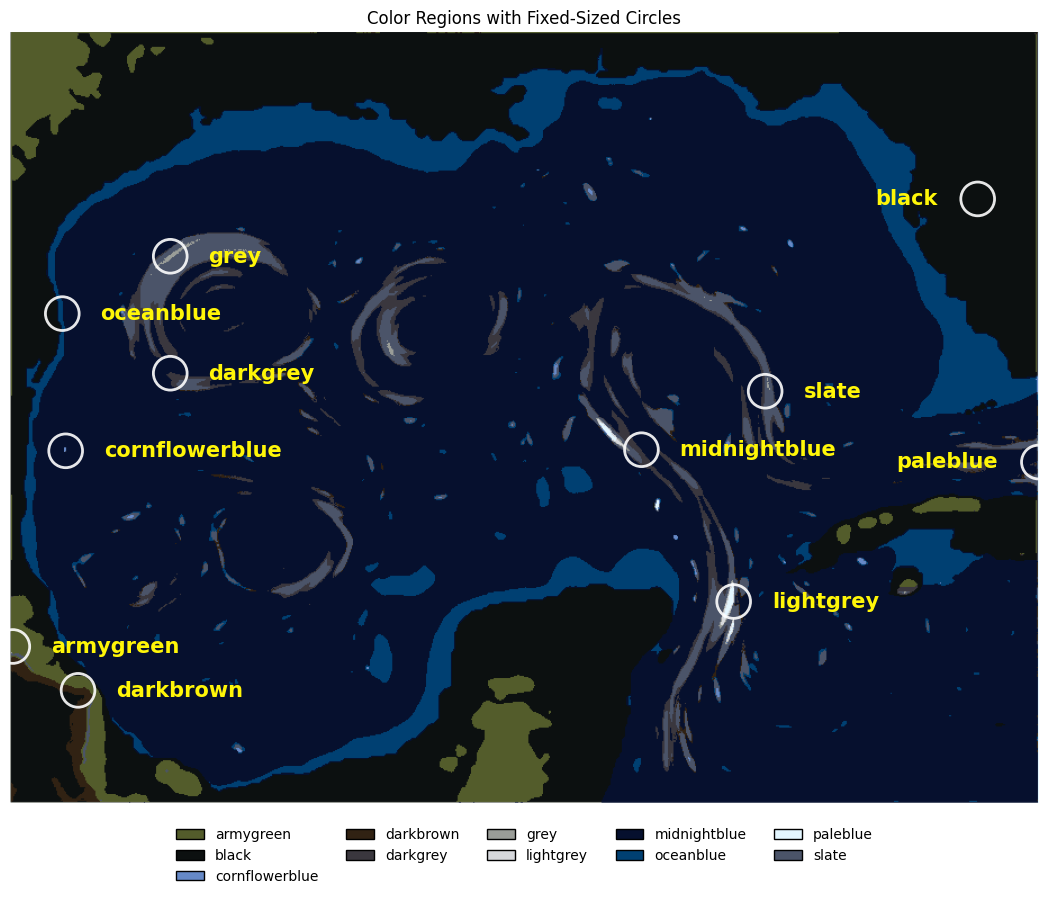 Color Regions with Fixed-Sized Circles
black
grey
oceanblue
darkgrey
slate
cornflowerblue
midnightblue
paleblue
lightgrey
armygreen
darkbrown
armygreen darkbrown grey midnightblue paleblue
black darkgrey lightgrey oceanblue slate
cornflowerblue